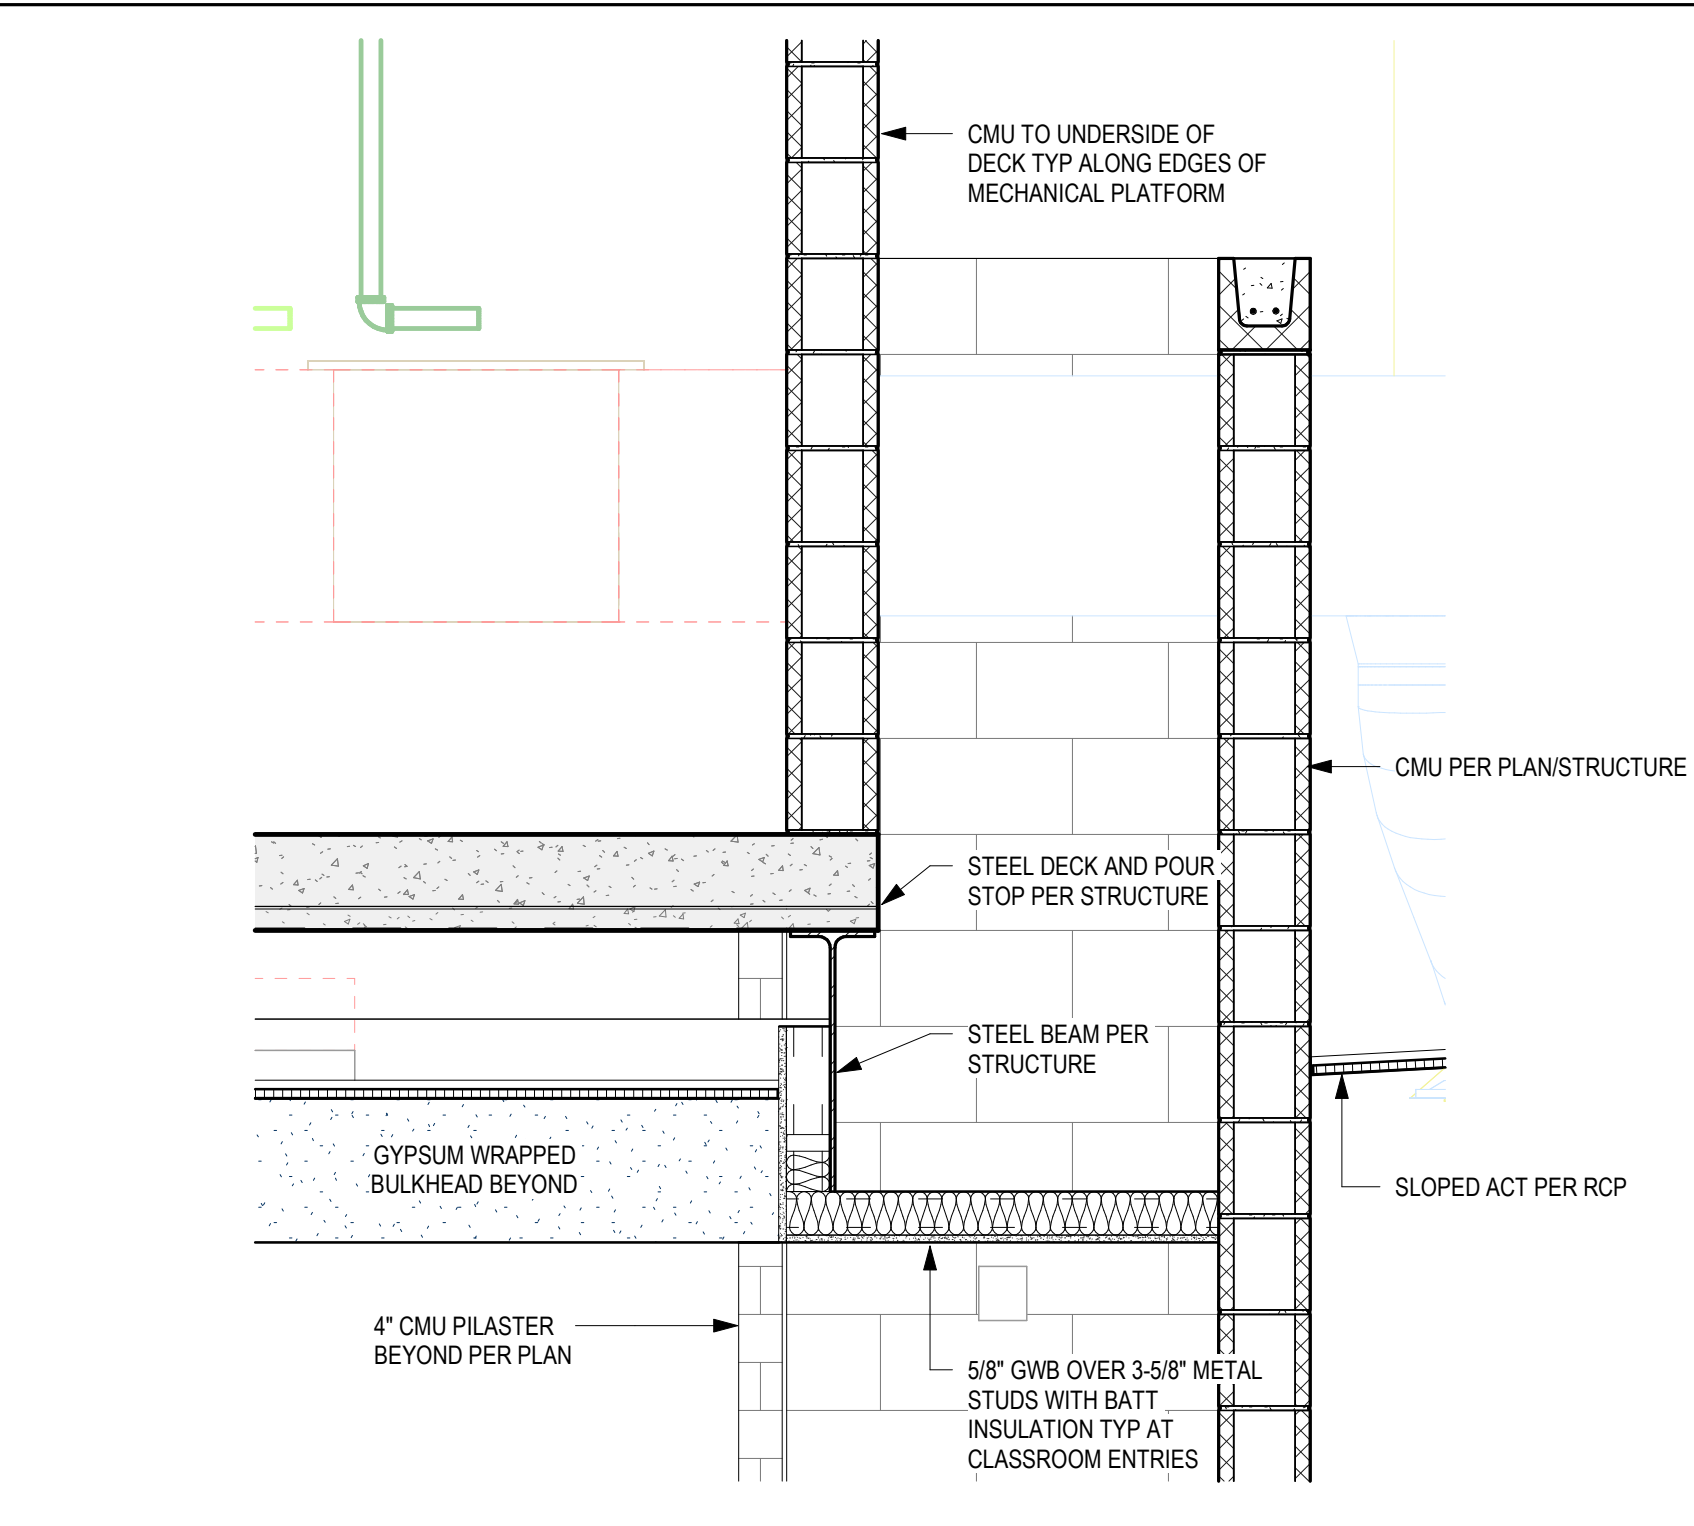 CMU TO UNDERSIDE OF
DECK TYP ALONG EDGES OF
MECHANICAL PLATFORM
CMU PER PLAN/STRUCTURE
STEEL DECK AND POUR
STOP PER STRUCTURE
STEEL BEAM PER
STRUCTURE
GYPSUM WRAPPED
BULKHEAD BEYOND
SLOPED ACT PER RCP
4" CMU PILASTER
BEYOND PER PLAN
5/8" GWB OVER 3-5/8" METAL
STUDS WITH BATT
INSULATION TYP AT
CLASSROOM ENTRIES